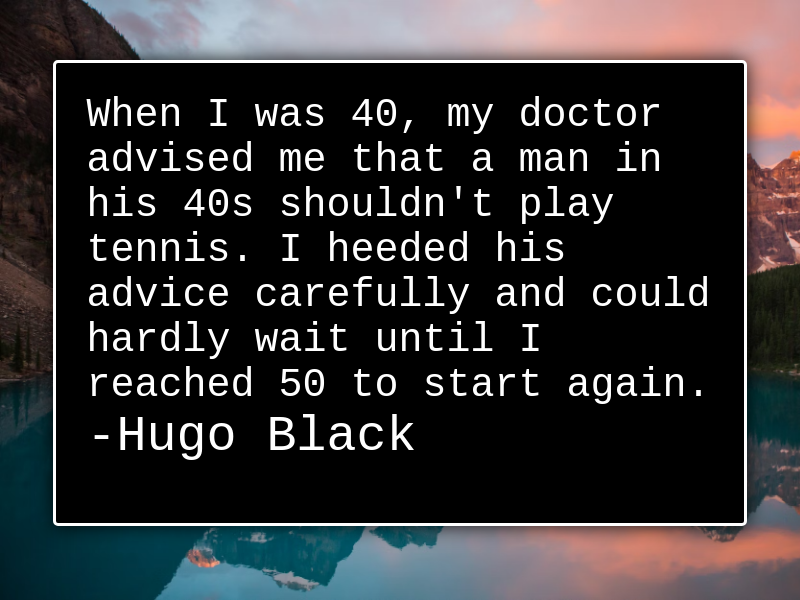 When I was 40, my doctor
advised me that a man in
his 40s shouldn't play
tennis. I heeded his
advice carefully and could
hardly wait until I
reached 50 to start again.
-Hugo Black